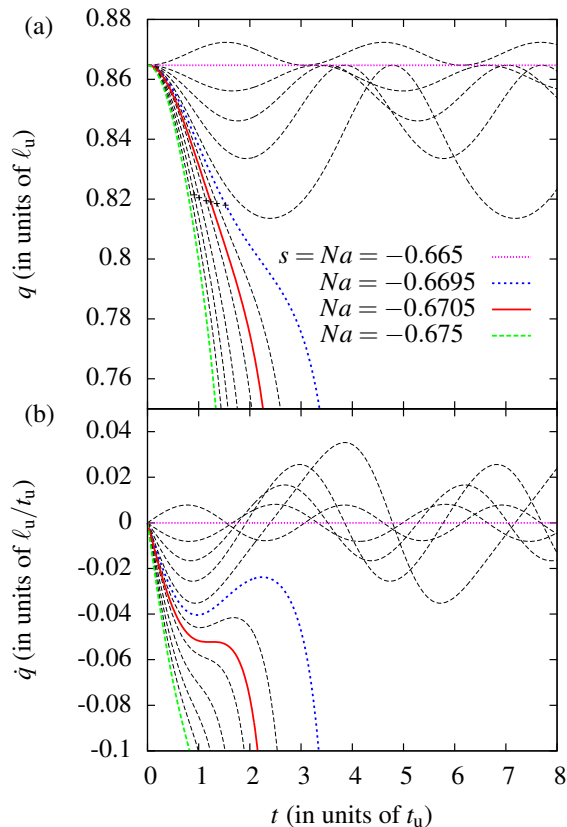 (a)
0.88
0.86
0.84
0.82
0.8
0.78
0.76
q (in units of ℓu)
s = Na = −0.665
Na = −0.6695
Na = −0.6705
Na = −0.675
(b)
0.04
0.02
0
-0.02
-0.04
-0.06
-0.08
-0.1
q̇ (in units of ℓu/tu)
0 1 2 3 4 5 6 7 8
t (in units of tu)